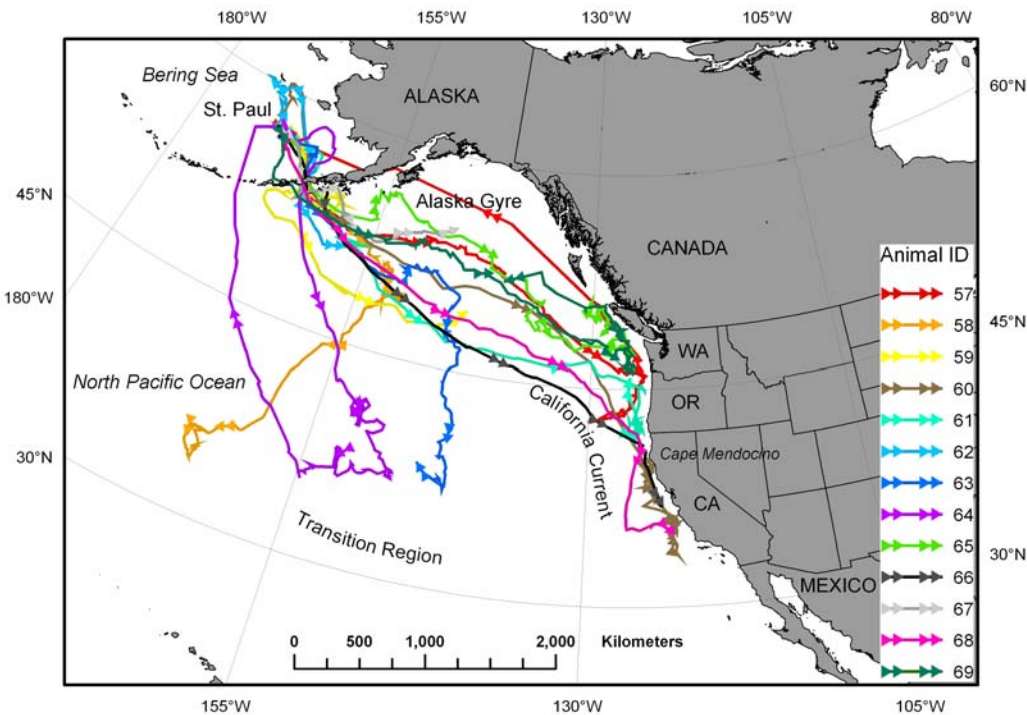 180°W 155°W 130°W 105°W 80°W
Bering Sea
60°N
ALASKA
St. Paul
45°N
Alaska Gyre
CANADA
Animal ID
180°W
57
45°N
58
WA
59
North Pacific Ocean
OR
60
California Current
61
Cape Mendocino
30°N
62
CA
63
64
Transition Region
65
30°N
66
MEXICO
67
0 500 1,000 2,000 Kilometers
68
69
155°W 130°W 105°W